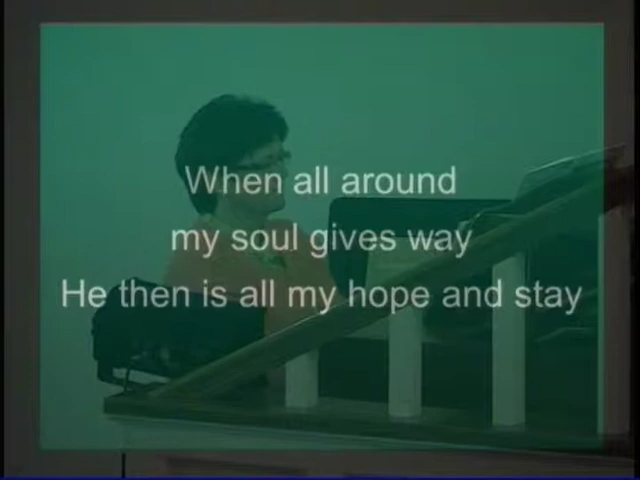 When all around
my soul gives way
He then is all my hope and stay